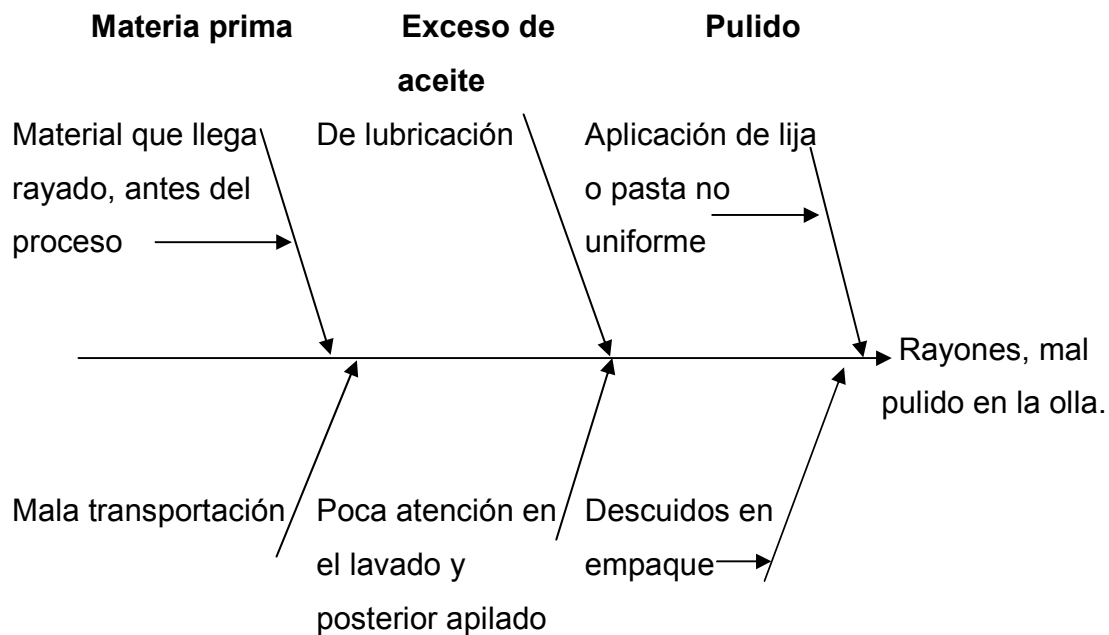 Materia prima
Exceso de
aceite
Pulido
Material que llega
rayado, antes del
proceso
De lubricación
Aplicación de lija
o pasta no
uniforme
Rayones, mal
pulido en la olla.
Mala transportación
Poca atención en
el lavado y
posterior apilado
Descuidos en
empaque